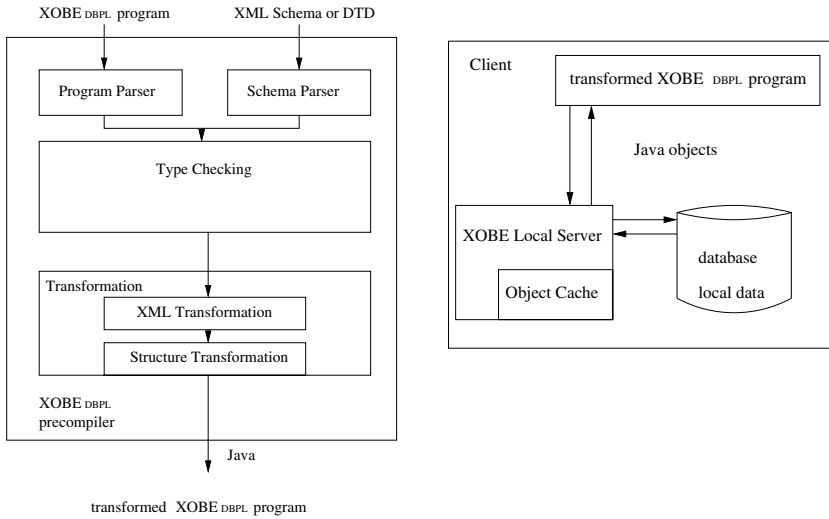 XOBE DBPL program
XML Schema or DTD
Program Parser
Schema Parser
Type Checking
Transformation
XML Transformation
Structure Transformation
XOBE DBPL
precompiler
Java
transformed XOBE DBPL program
Client
transformed XOBE DBPL program
Java objects
XOBE Local Server
Object Cache
database
local data